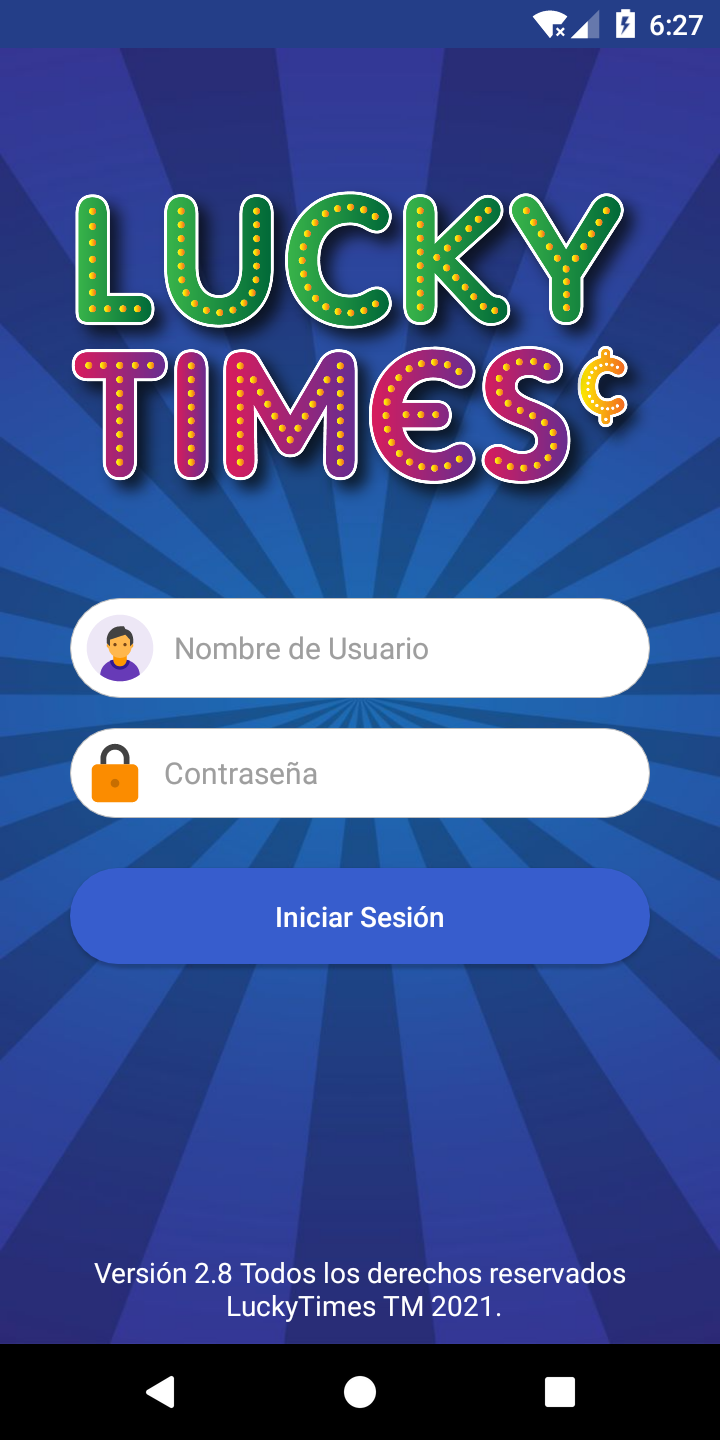 6:27
LUCKY
TIMES¢
Nombre de Usuario
Contraseña
Iniciar Sesión
Versión 2.8 Todos los derechos reservados
LuckyTimes TM 2021.